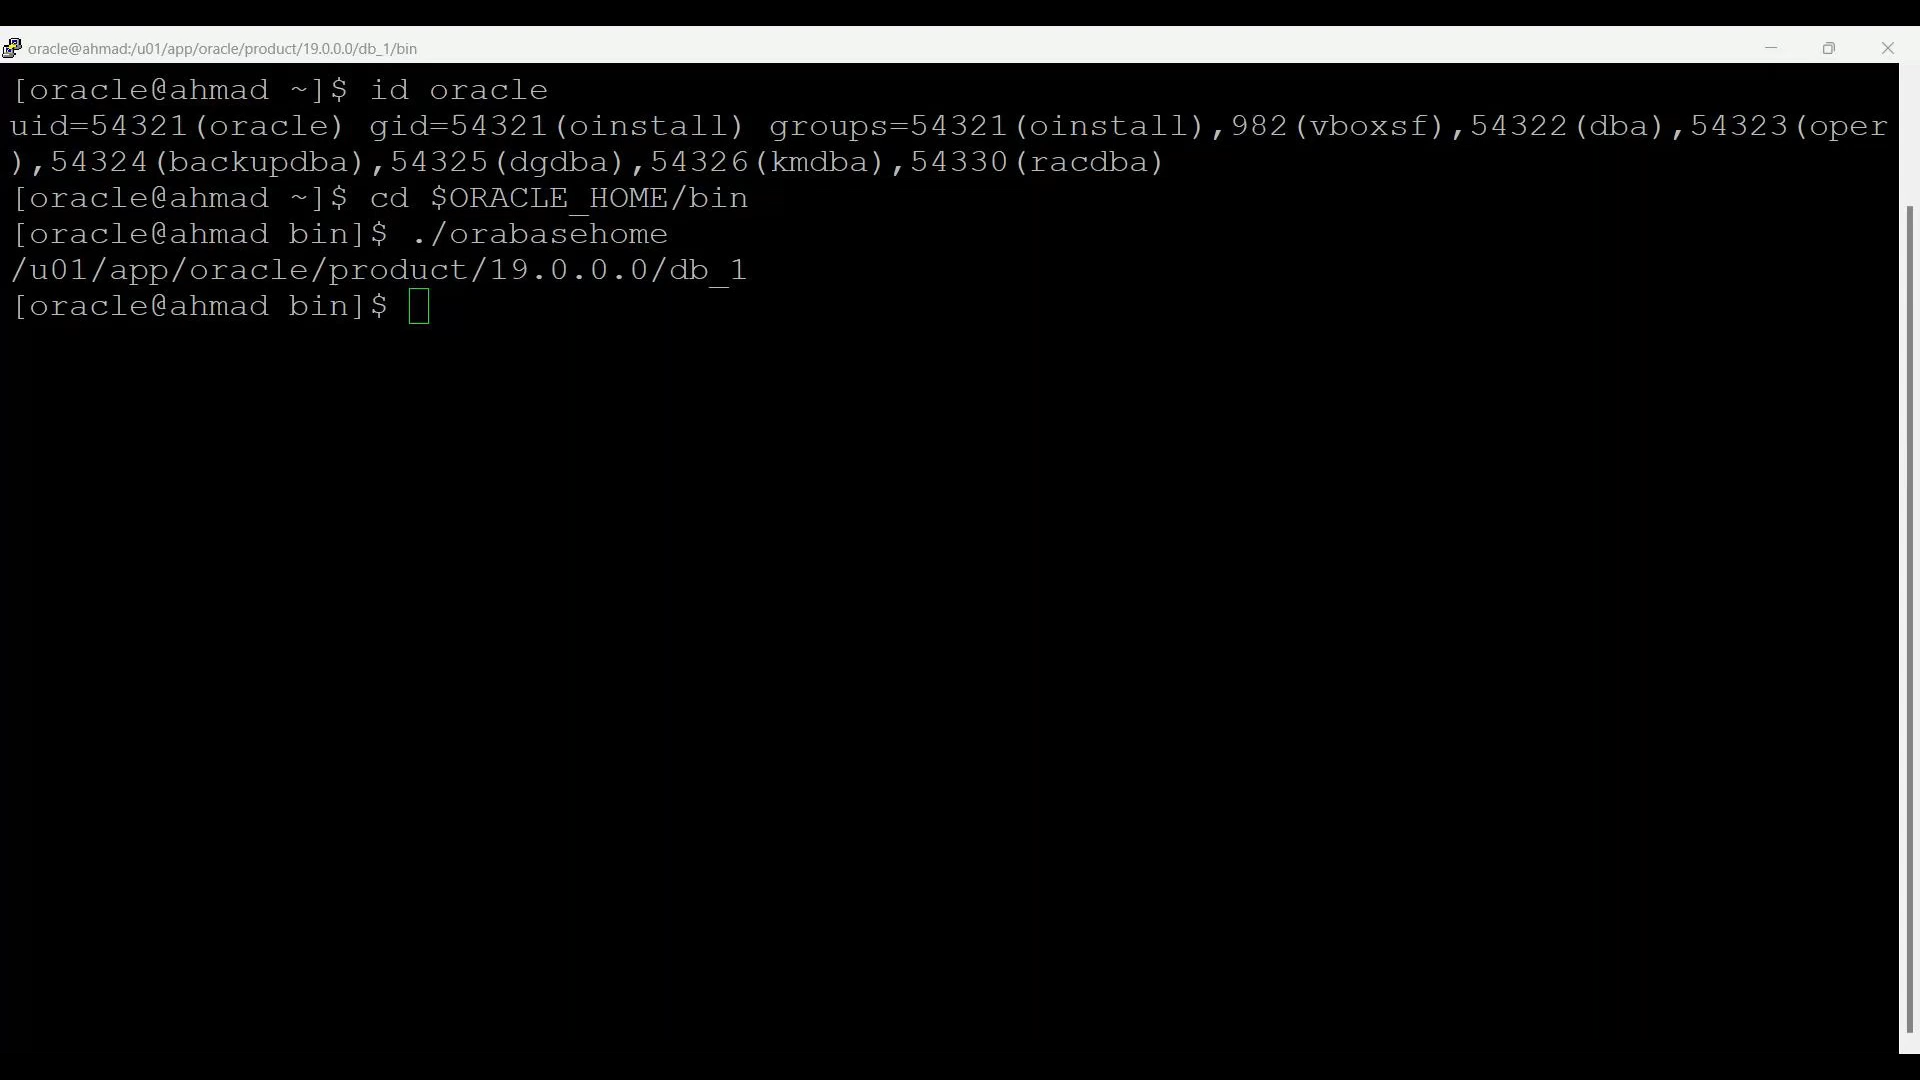 oracle@ahmad:/u01/app/oracle/product/19.0.0.0/db_1/bin
[oracle@ahmad ~]$ id oracle
uid=54321(oracle) gid=54321(oinstall) groups=54321(oinstall),982(vboxsf),54322(dba),54323(oper
),54324(backupdba),54325(dgdba),54326(kmdba),54330(racdba)
[oracle@ahmad ~]$ cd $ORACLE_HOME/bin
[oracle@ahmad bin]$ ./orabasehome
/u01/app/oracle/product/19.0.0.0/db_1
[oracle@ahmad bin]$